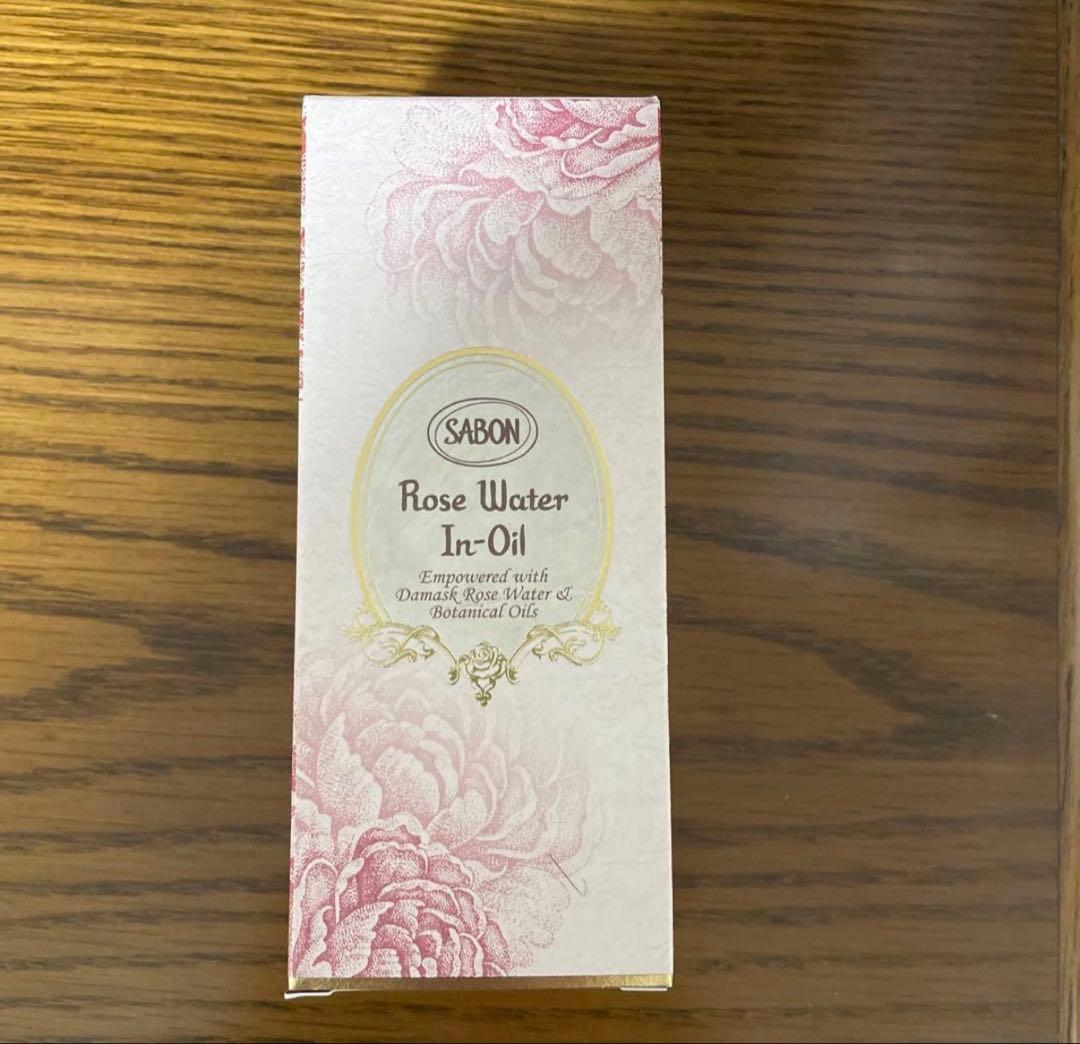 SABON
Rose Water
In-Oil
Empowered with
Damask Rose Water &
Botanical Oils